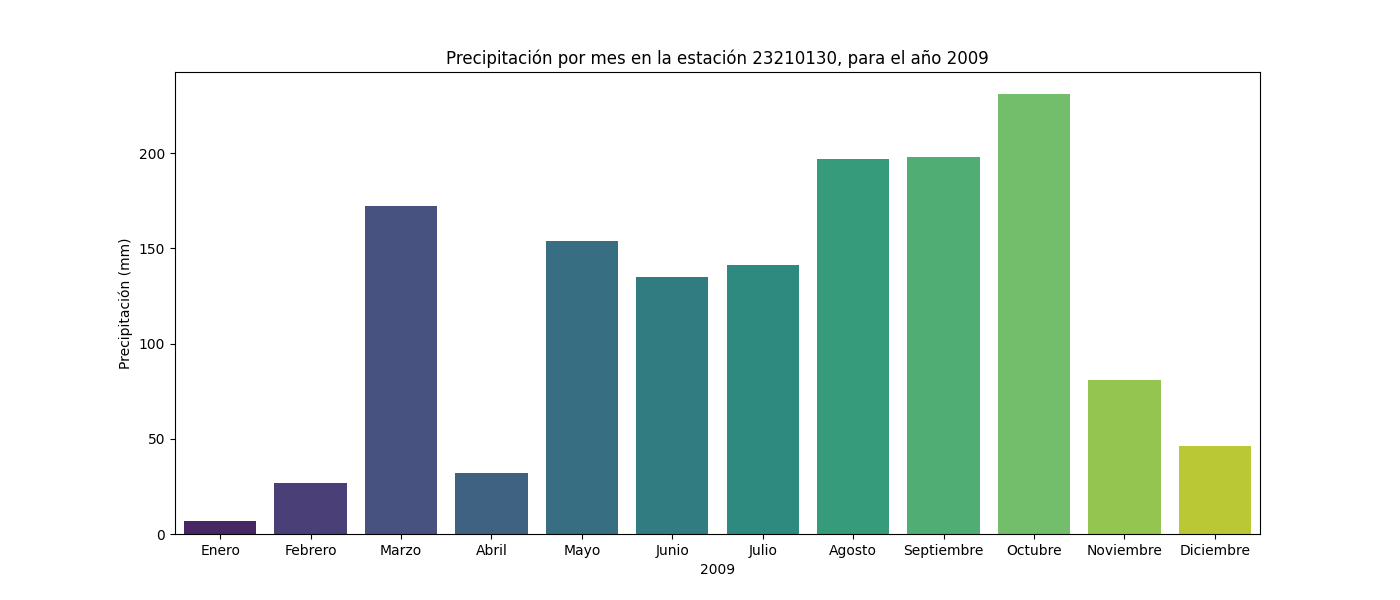 Precipitación por mes en la estación 23210130, para el año 2009
Precipitación (mm)
200
150
100
50
0
Enero Febrero Marzo Abril Mayo Junio Julio Agosto Septiembre Octubre Noviembre Diciembre
2009